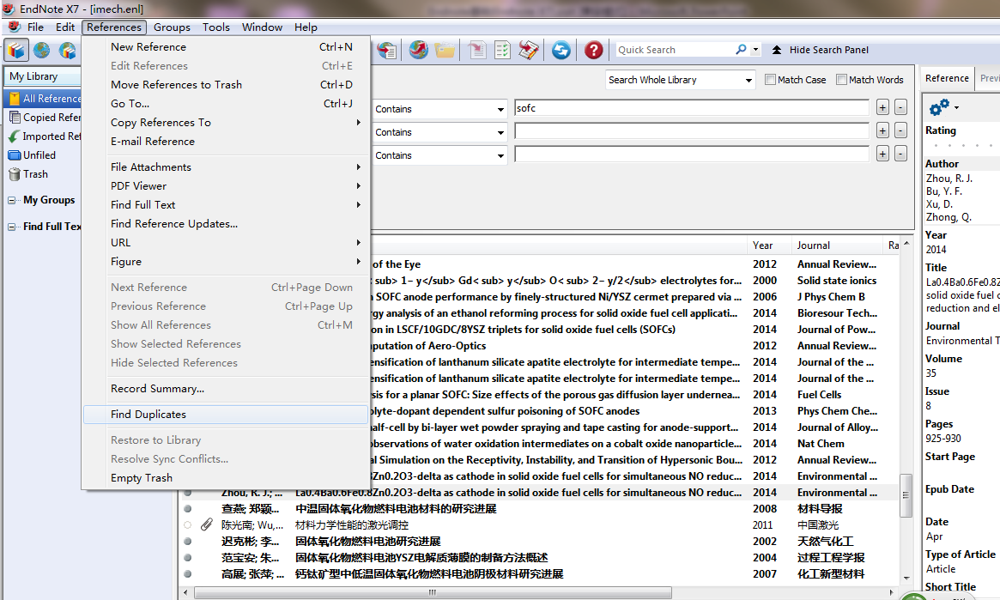 EndNote X7 - [imech.enl]
File Edit References Groups Tools Window Help
Quick Search Hide Search Panel
My Library
All Reference
Copied Refer
Imported Ref
Unfiled
Trash
My Groups
Find Full Tex
New Reference Ctrl+N
Edit References Ctrl+E
Move References to Trash Ctrl+D
Go To... Ctrl+J
Copy References To
E-mail Reference
File Attachments
PDF Viewer
Find Full Text
Find Reference Updates...
URL
Figure
Next Reference Ctrl+Page Down
Previous Reference Ctrl+Page Up
Show All References Ctrl+M
Show Selected References
Hide Selected References
Record Summary...
Find Duplicates
Restore to Library
Resolve Sync Conflicts...
Empty Trash
Search Whole Library Match Case Match Words
Contains sofc + -
Contains + -
Contains + -
Year Journal Ra
of the Eye 2012 Annual Review...
< sub> 1- y</sub> Gd< sub> y</sub> O< sub> 2- y/2</sub> electrolytes for... 2000 Solid state ionics
SOFC anode performance by finely-structured Ni/YSZ cermet prepared via ... 2006 J Phys Chem B
rgy analysis of an ethanol reforming process for solid oxide fuel cell applicati... 2014 Bioresour Tech...
on in LSCF/10GDC/8YSZ triplets for solid oxide fuel cells (SOFCs) 2014 Journal of Pow...
putation of Aero-Optics 2012 Annual Review...
ensification of lanthanum silicate apatite electrolyte for intermediate tempe... 2014 Journal of the ...
ensification of lanthanum silicate apatite electrolyte for intermediate tempe... 2014 Journal of the ...
sis for a planar SOFC: Size effects of the porous gas diffusion layer undernea... 2014 Fuel Cells
olyte-dopant dependent sulfur poisoning of SOFC anodes 2013 Phys Chem Che...
half-cell by bi-layer wet powder spraying and tape casting for anode-support... 2014 Journal of Alloy...
observations of water oxidation intermediates on a cobalt oxide nanoparticle... 2014 Nat Chem
al Simulation on the Receptivity, Instability, and Transition of Hypersonic Bou... 2012 Annual Review...
0.8Zn0.2O3-delta as cathode in solid oxide fuel cells for simultaneous NO reduc... 2014 Environmental ...
Zhou, R. J.; ... La0.4Ba0.6Fe0.8Zn0.2O3-delta as cathode in solid oxide fuel cells for simultaneous NO reduc... 2014 Environmental ...
查燕; 郑颖... 中温固体氧化物燃料电池材料的研究进展 2008 材料导报
陈光南; Wu,... 材料力学性能的激光调控 2011 中国激光
迟克彬; 李... 固体氧化物燃料电池研究进展 2002 天然气化工
范宝安; 朱... 固体氧化物燃料电池YSZ电解质薄膜的制备方法概述 2004 过程工程学报
高展; 张萍; ... 钙钛矿型中低温固体氧化物燃料电池阴极材料研究进展 2007 化工新型材料
Reference Previ
Rating
Author
Zhou, R. J.
Bu, Y. F.
Xu, D.
Zhong, Q.
Year
2014
Title
La0.4Ba0.6Fe0.8Z
solid oxide fuel c
reduction and el
Journal
Environmental T
Volume
35
Issue
8
Pages
925-930
Start Page
Epub Date
Date
Apr
Type of Article
Article
Short Title